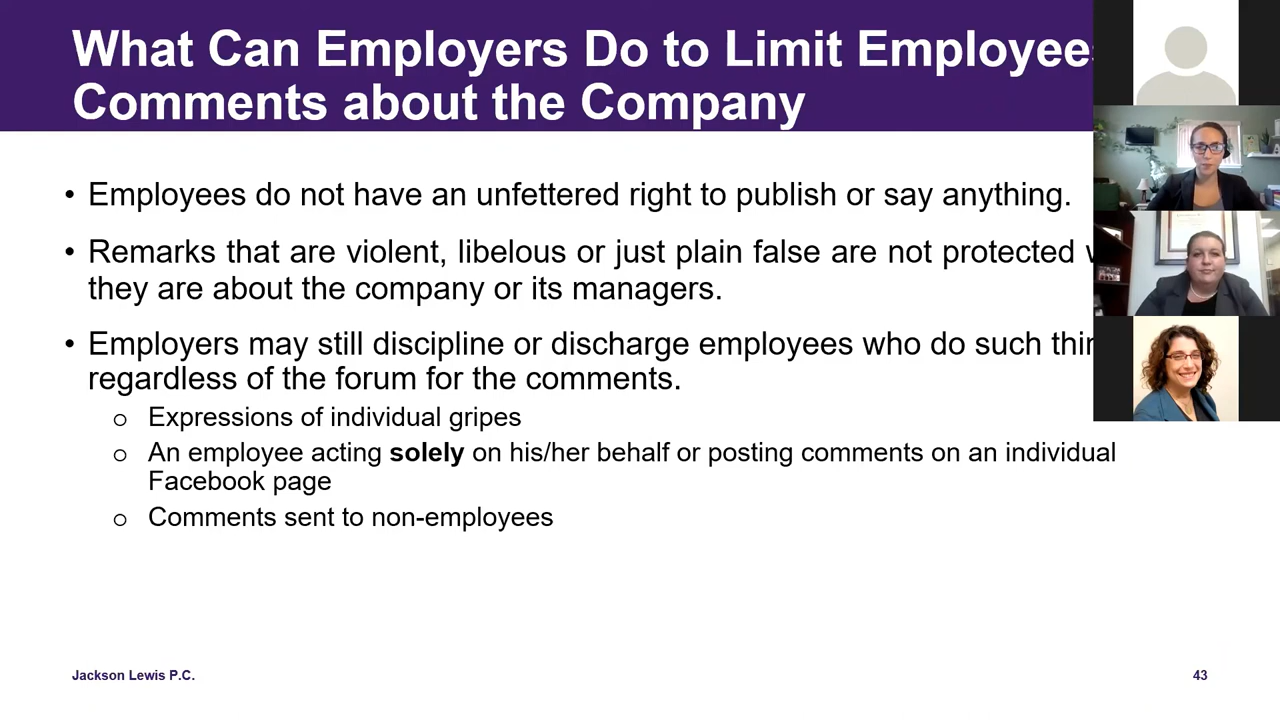 What Can Employers Do to Limit Employee
Comments about the Company
• Employees do not have an unfettered right to publish or say anything.
• Remarks that are violent, libelous or just plain false are not protected
they are about the company or its managers.
• Employers may still discipline or discharge employees who do such
regardless of the forum for the comments.
o Expressions of individual gripes
o An employee acting solely on his/her behalf or posting comments on an individual
Facebook page
o Comments sent to non-employees
Jackson Lewis P.C.
43